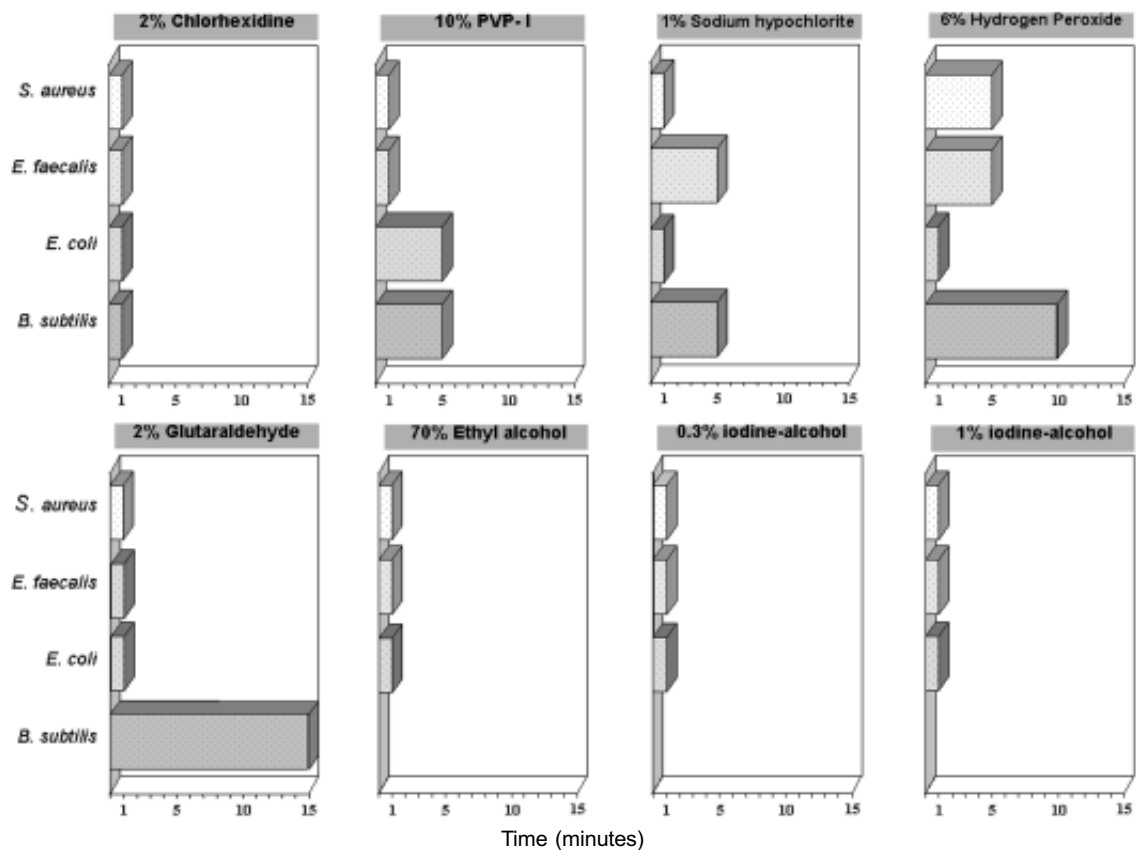 2% Chlorhexidine 10% PVP- I 1% Sodium hypochlorite 6% Hydrogen Peroxide
S. aureus
E. faecalis
E. coli
B. subtilis
1 5 10 15 1 5 10 15 1 5 10 15 1 5 10 15
2% Glutaraldehyde 70% Ethyl alcohol 0.3% iodine-alcohol 1% iodine-alcohol
S. aureus
E. faecalis
E. coli
B. subtilis
1 5 10 15 1 5 10 15 1 5 10 15 1 5 10 15
Time (minutes)